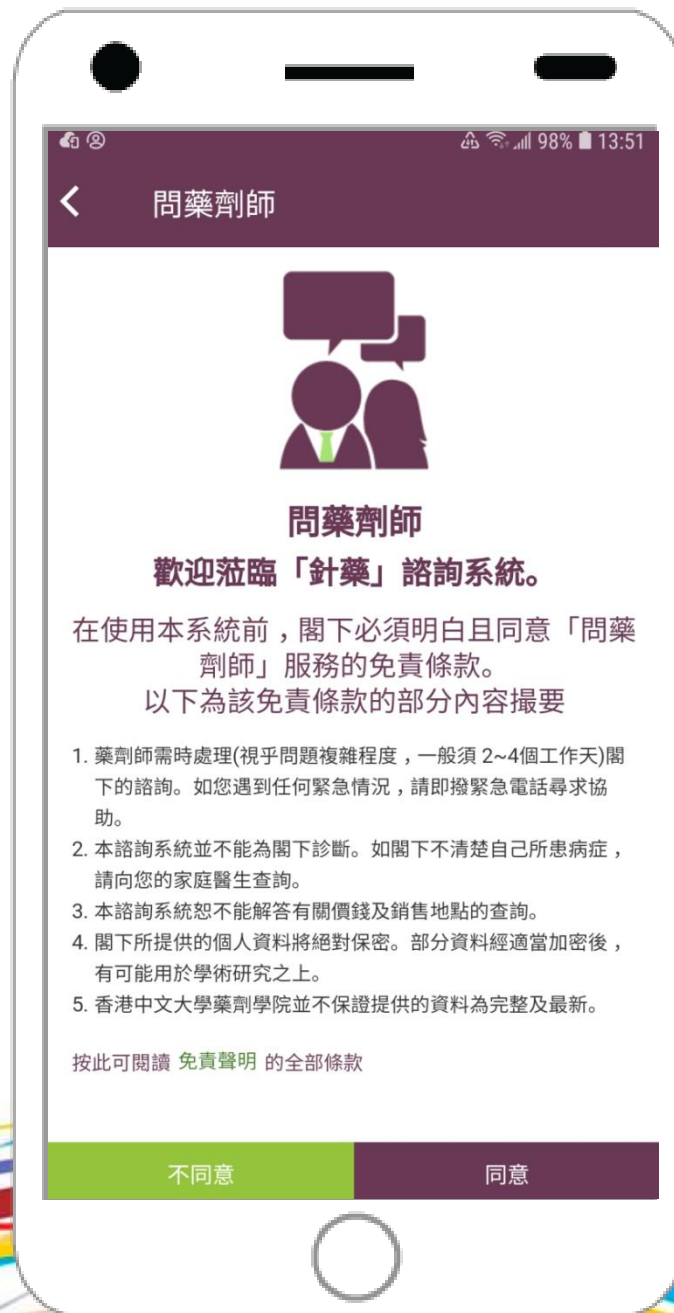 98% 13:51
問藥劑師
問藥劑師
歡迎蒞臨「針藥」諮詢系統。
在使用本系統前，閣下必須明白且同意「問藥
劑師」服務的免責條款。
以下為該免責條款的部分內容撮要
1. 藥劑師需時處理(視乎問題複雜程度，一般須 2~4個工作天)閣
下的諮詢。如您遇到任何緊急情況，請即撥緊急電話尋求協
助。
2. 本諮詢系統並不能為閣下診斷。如閣下不清楚自己所患病症，
請向您的家庭醫生查詢。
3. 本諮詢系統恕不能解答有關價錢及銷售地點的查詢。
4. 閣下所提供的個人資料將絕對保密。部分資料經適當加密後，
有可能用於學術研究之上。
5. 香港中文大學藥劑學院並不保證提供的資料為完整及最新。
按此可閱讀 免責聲明 的全部條款
不同意 同意